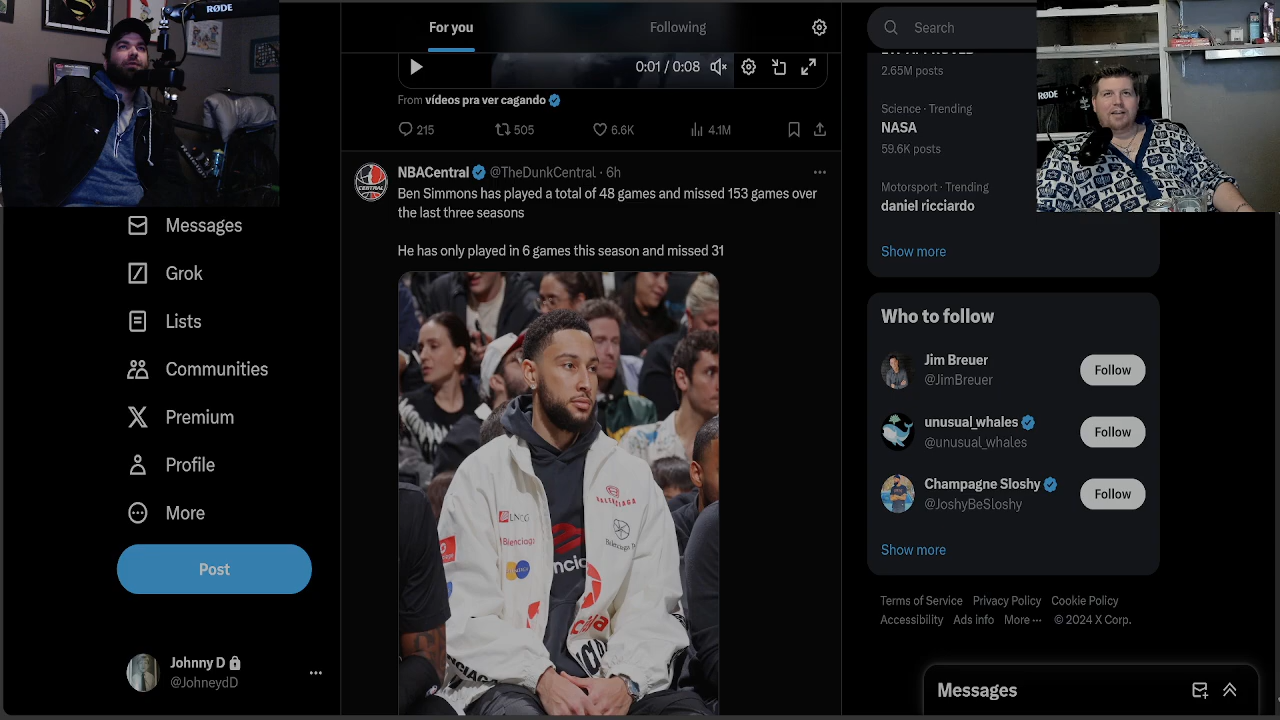 RØDE
For you
Following
Search
0:01 / 0:08
2.65M posts
From vídeos pra ver cagando
215
505
6.6K
4.1M
Science · Trending
NASA
59.6K posts
RØDE
NBACentral @TheDunkCentral · 6h
Ben Simmons has played a total of 48 games and missed 153 games over
the last three seasons
He has only played in 6 games this season and missed 31
Motorsport · Trending
daniel ricciardo
Show more
Messages
Grok
Lists
Communities
Premium
Profile
More
Post
Johnny D
@JohneydD
CENTRAL
BALENCIAGA
Who to follow
Jim Breuer
@JimBreuer
Follow
unusual_whales
@unusual_whales
Follow
Champagne Sloshy
@JoshyBeSloshy
Follow
Show more
Terms of Service Privacy Policy Cookie Policy
Accessibility Ads info More ··· © 2024 X Corp.
Messages